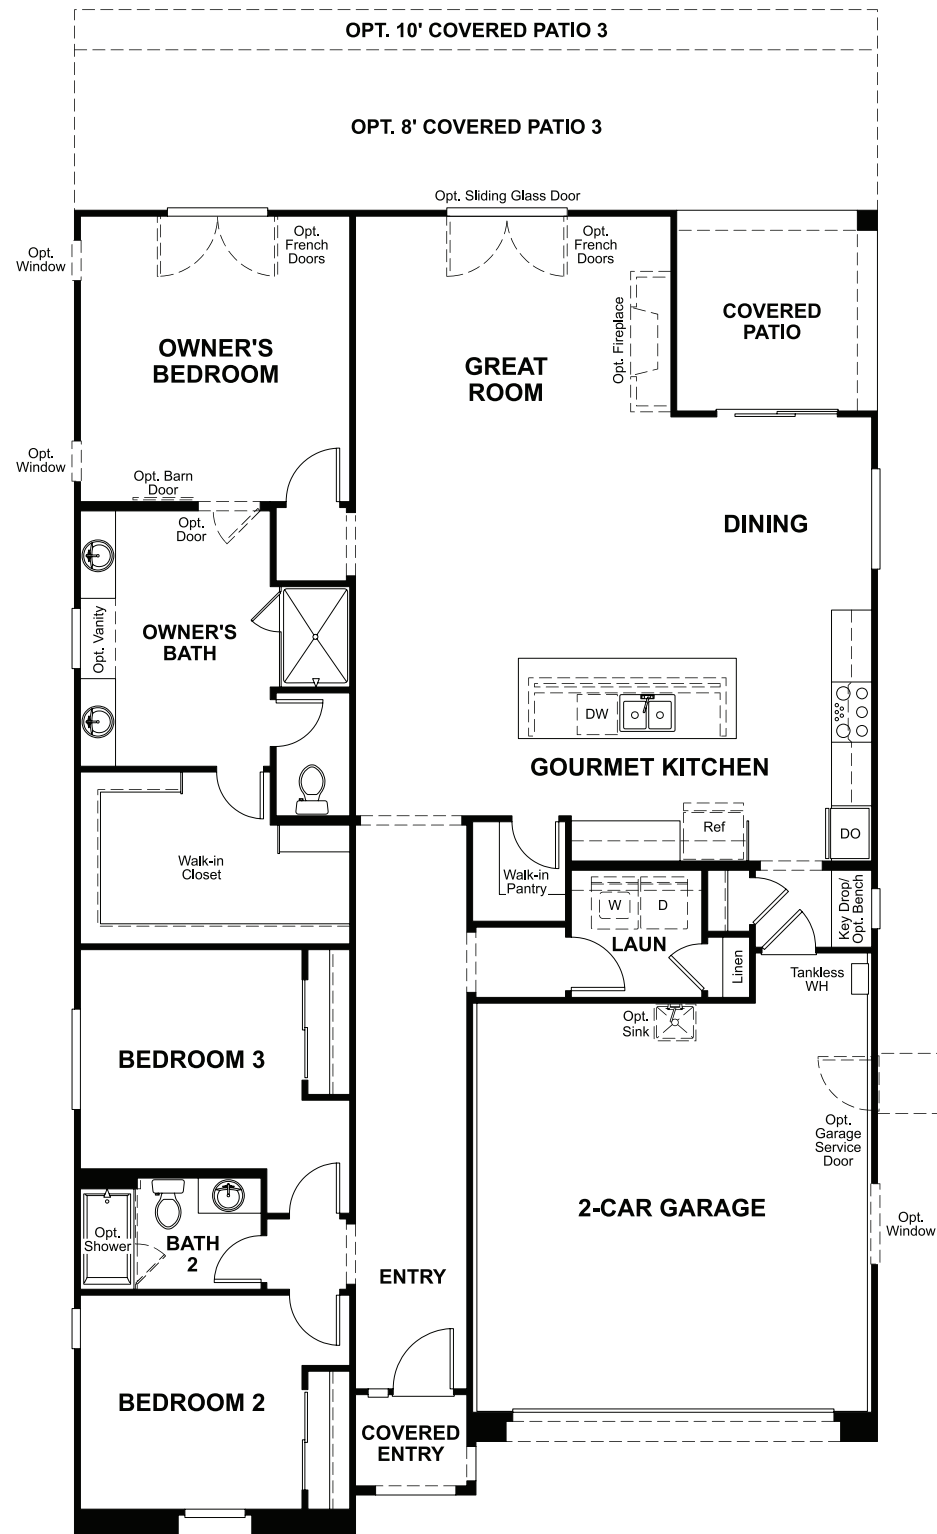 OPT. 10' COVERED PATIO 3
OPT. 8' COVERED PATIO 3
Opt. Sliding Glass Door
Opt.
French
Doors
Opt.
French
Doors
Opt.
Window
COVERED
PATIO
Opt. Fireplace
OWNER'S
BEDROOM
GREAT
ROOM
Opt.
Window
Opt. Barn
Door
Opt.
Door
DINING
Opt. Vanity
OWNER'S
BATH
DW
GOURMET KITCHEN
Ref
DO
Walk-in
Closet
Walk-in
Pantry
W
D
Key Drop/
Opt. Bench
LAUN
Linen
Tankless
WH
Opt.
Sink
BEDROOM 3
Opt.
Garage
Service
Door
2-CAR GARAGE
Opt.
Window
Opt.
Shower
BATH
2
ENTRY
BEDROOM 2
COVERED
ENTRY